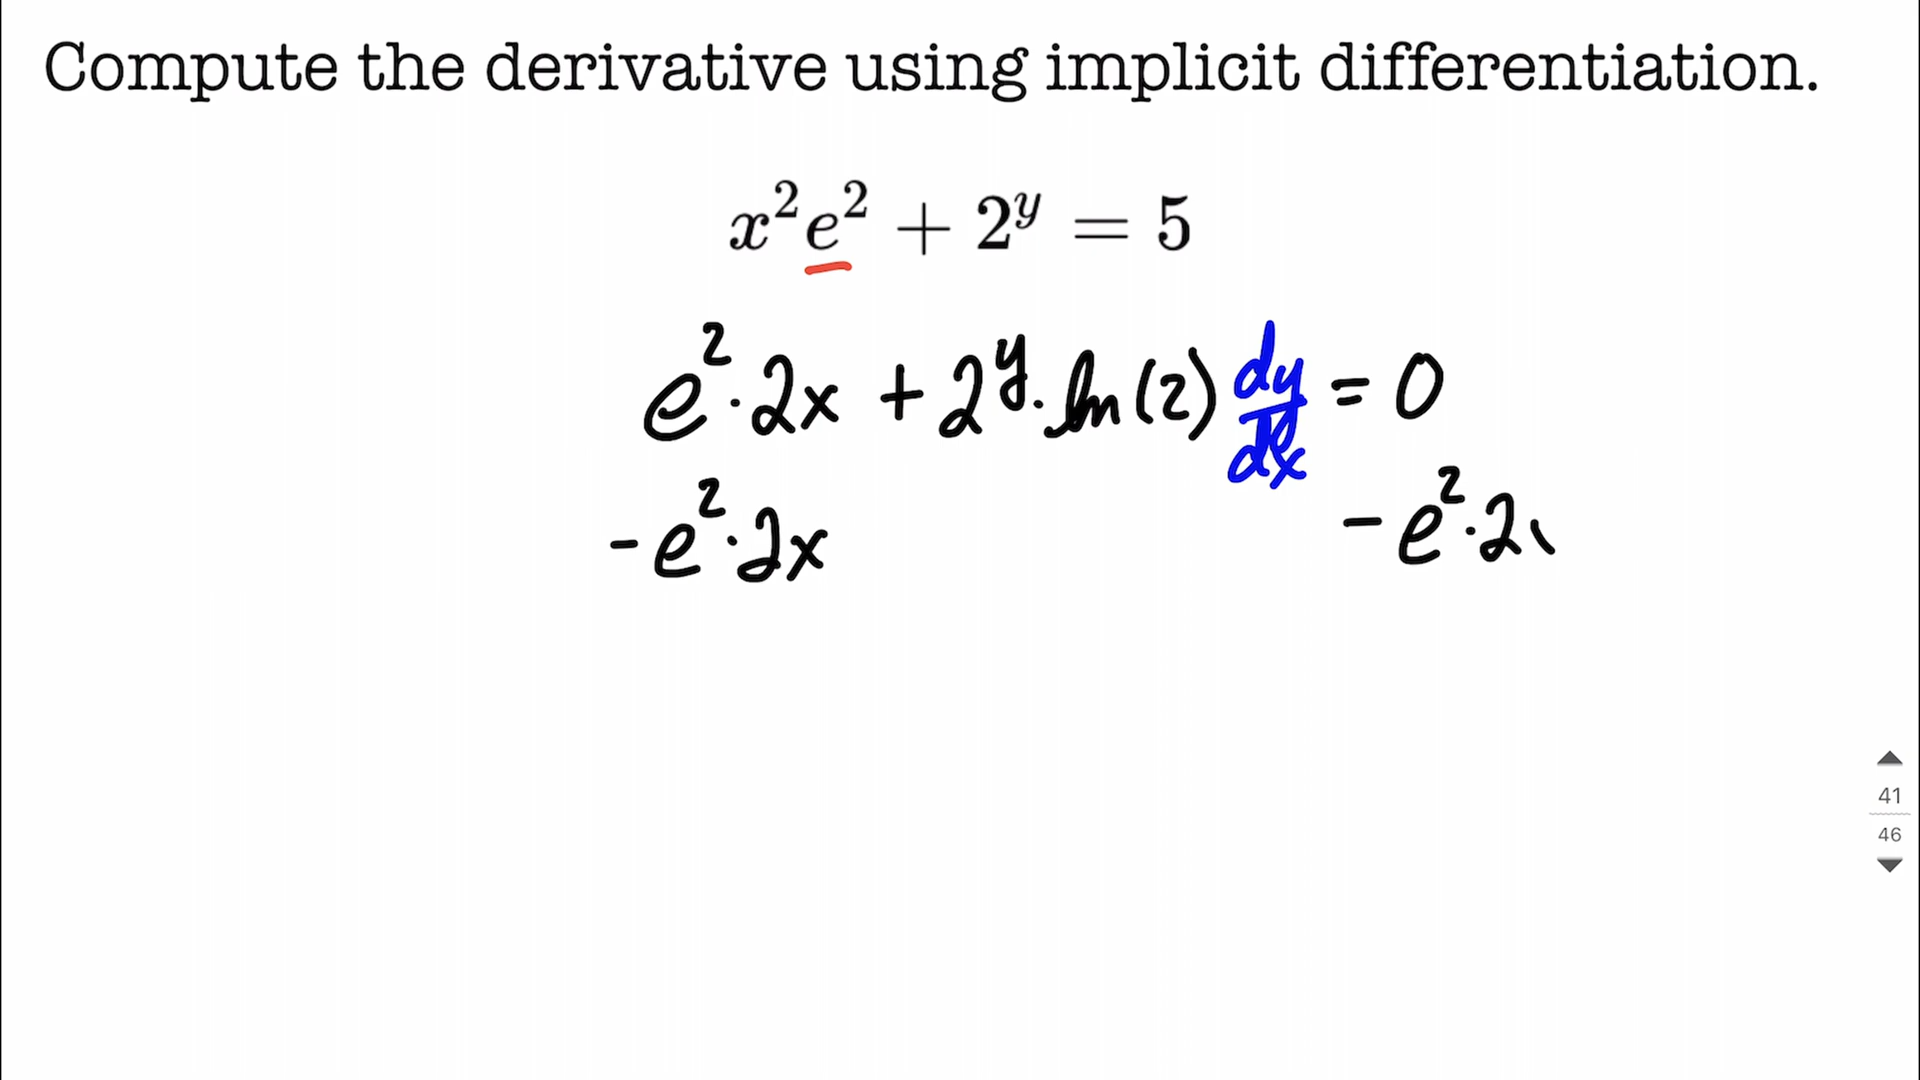 Compute the derivative using implicit differentiation.
x²e² + 2ʸ = 5
e²·2x + 2ʸ·ln(2) dy/dx = 0
-e²·2x -e²·2
41
46